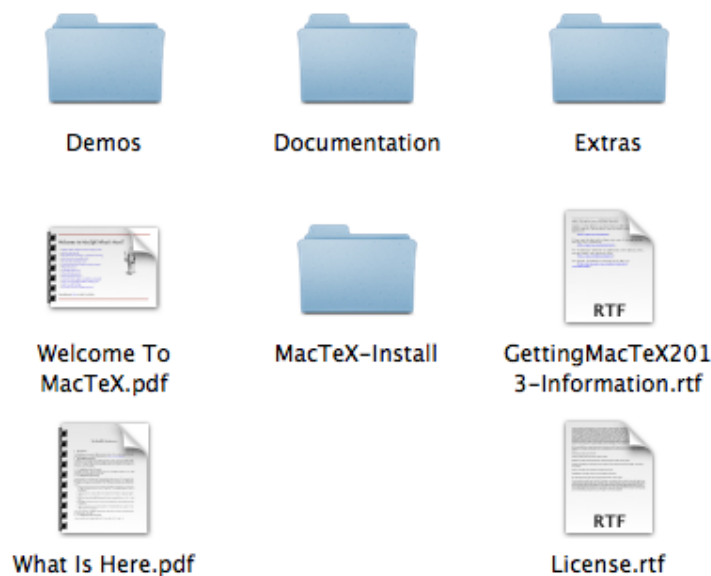 Demos
Documentation
Extras
Welcome To
MacTeX.pdf
MacTeX-Install
RTF
GettingMacTeX201
3-Information.rtf
What Is Here.pdf
RTF
License.rtf